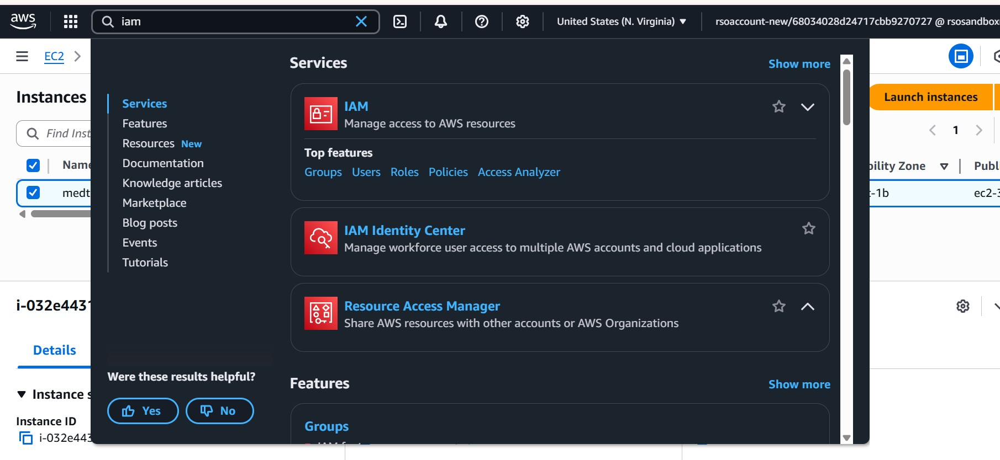 aws
iam
United States (N. Virginia)
rsoaccount-new/68034028d24717cbb9270727 @ rsosandbox
EC2
Instances
Find Inst
Name
medt
Services
Features
Resources New
Documentation
Knowledge articles
Marketplace
Blog posts
Events
Tutorials
Were these results helpful?
Yes
No
Services
Show more
IAM
Manage access to AWS resources
Top features
Groups Users Roles Policies Access Analyzer
IAM Identity Center
Manage workforce user access to multiple AWS accounts and cloud applications
Resource Access Manager
Share AWS resources with other accounts or AWS Organizations
Features
Show more
Groups
Launch instances
1
bility Zone
Publi
t-1b
ec2-3
i-032e4431
Details
Instance s
Instance ID
i-032e443